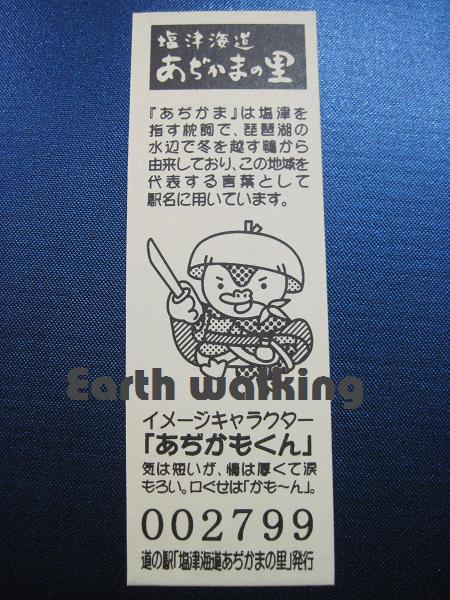 塩津海道
あぢかまの里
『あぢかま』は塩津を
指す枕詞で、琵琶湖の
水辺で冬を越す鴨から
由来しており、この地域を
代表する言葉として
駅名に用いています。
Earth walking
イメージキャラクター
「あぢかもくん」
気は短いが、情は厚くて涙
もろい。口ぐせは「かも〜ん」。
002799
道の駅「塩津海道あぢかまの里」発行